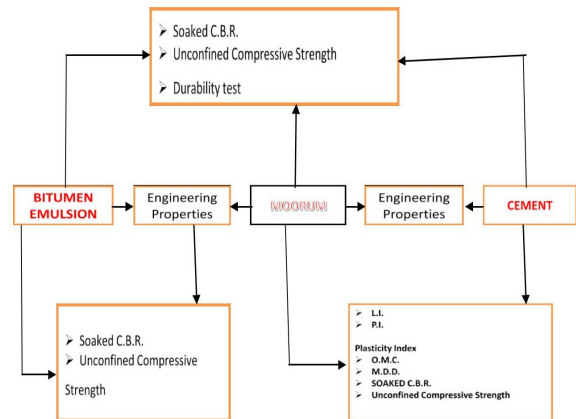 ➢ Soaked C.B.R.
➢ Unconfined Compressive Strength
➢ Durability test
BITUMEN
EMULSION
Engineering
Properties
MOORUM
Engineering
Properties
CEMENT
➢ Soaked C.B.R.
➢ Unconfined Compressive
Strength
➢ L.I.
➢ P.I.
Plasticity Index
➢ O.M.C.
➢ M.D.D.
➢ SOAKED C.B.R.
➢ Unconfined Compressive Strength